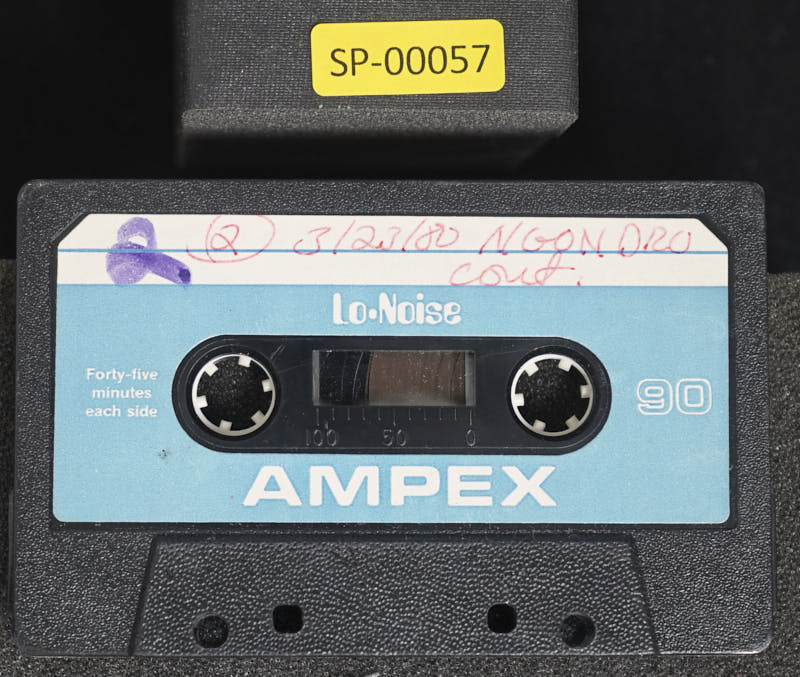 SP-00057
(2) 3/23/80 NGONDRO
cont.
Lo•Noise
Forty-five
minutes
each side
90
100 50 0
AMPEX